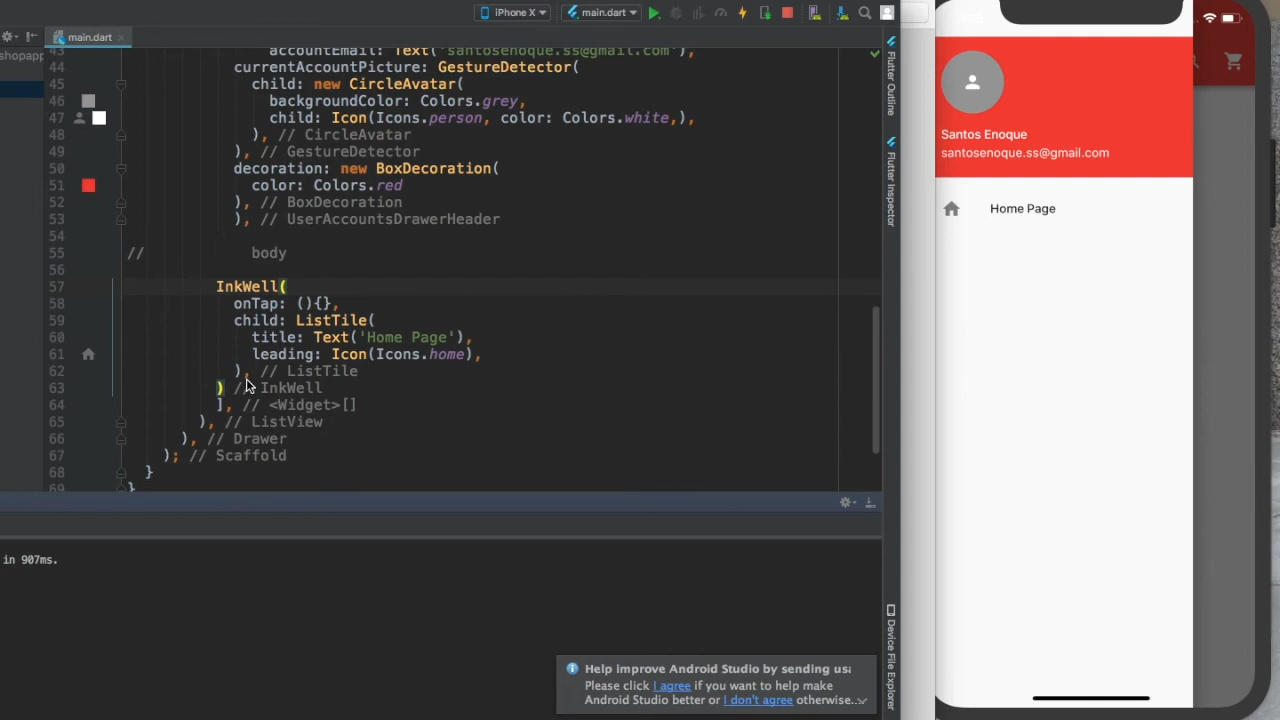 iPhone X
main.dart
main.dart
shopapp
43 accountEmail: Text('santosenoque.ss@gmail.com'),
44 currentAccountPicture: GestureDetector(
45 child: new CircleAvatar(
46 backgroundColor: Colors.grey,
47 child: Icon(Icons.person, color: Colors.white,),
48 ), // CircleAvatar
49 ), // GestureDetector
50 decoration: new BoxDecoration(
51 color: Colors.red
52 ), // BoxDecoration
53 ), // UserAccountsDrawerHeader
54
55 // body
56
57 InkWell(
58 onTap: (){},
59 child: ListTile(
60 title: Text('Home Page'),
61 leading: Icon(Icons.home),
62 ), // ListTile
63 ) // InkWell
64 ], // <Widget>[]
65 ), // ListView
66 ), // Drawer
67 ); // Scaffold
68 }
69 }
in 907ms.
Help improve Android Studio by sending usa
Please click I agree if you want to help make
Android Studio better or I don't agree otherwise...
Flutter Outline
Flutter Inspector
Device File Explorer
Santos Enoque
santosenoque.ss@gmail.com
Home Page